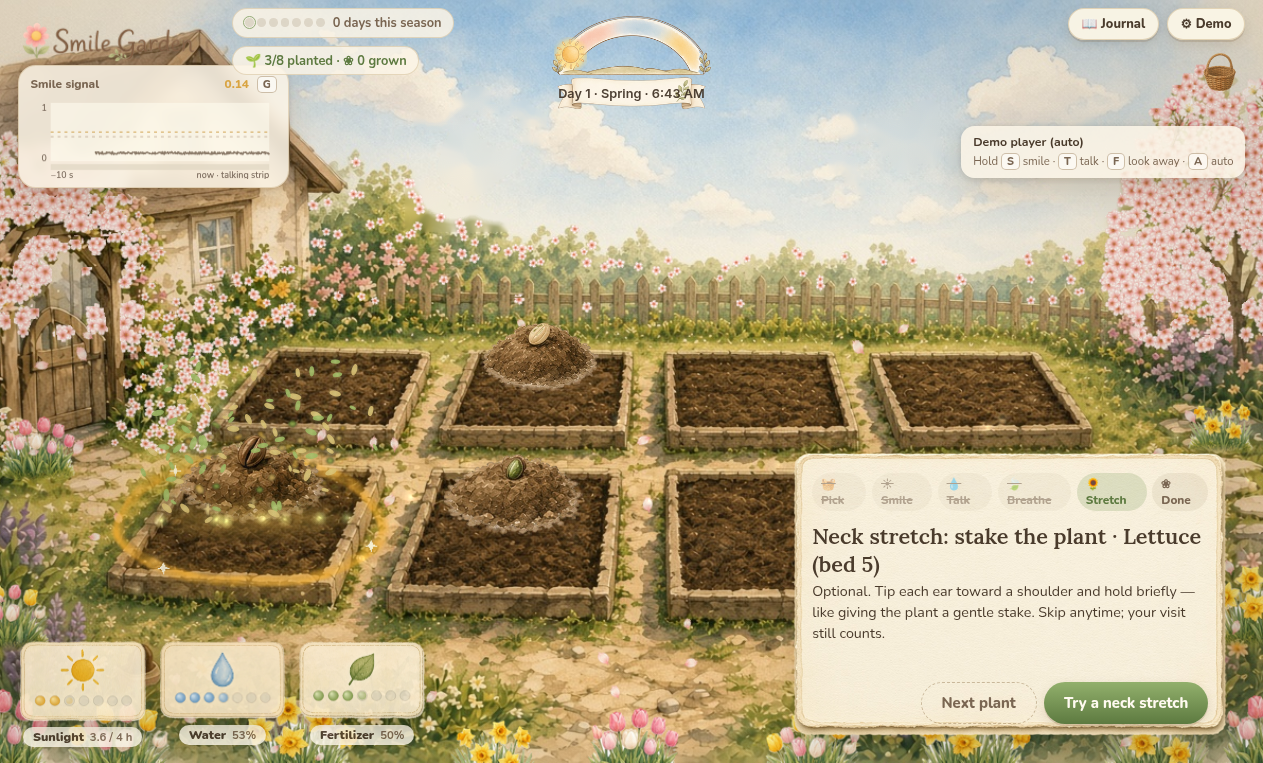 Smile Gard
0 days this season
3/8 planted · 0 grown
Smile signal 0.14 G
1
0
−10 s now · talking strip
Day 1 · Spring · 6:43 AM
Journal
Demo
Demo player (auto)
Hold S smile · T talk · F look away · A auto
Pick Smile Talk Breathe Stretch Done
Neck stretch: stake the plant · Lettuce
(bed 5)
Optional. Tip each ear toward a shoulder and hold briefly —
like giving the plant a gentle stake. Skip anytime; your visit
still counts.
Next plant
Try a neck stretch
Sunlight 3.6 / 4 h
Water 53%
Fertilizer 50%